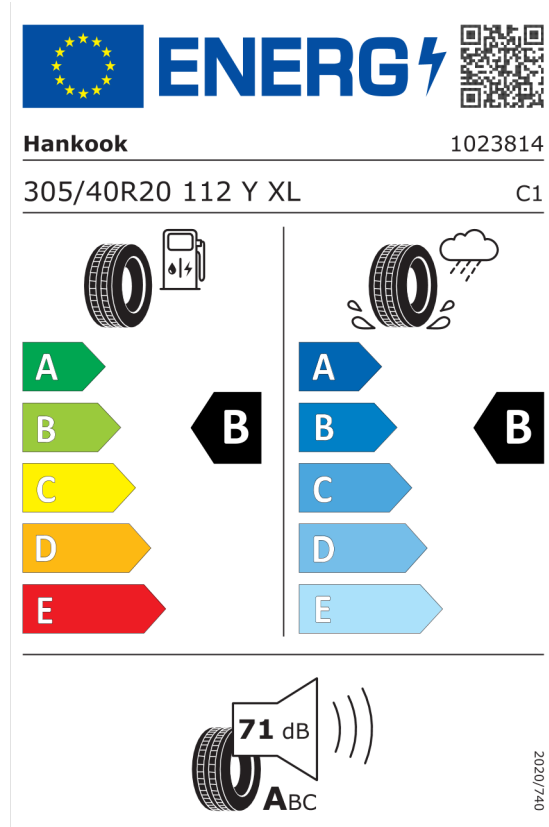 ENERG
Hankook 1023814
305/40R20 112 Y XL C1
A A
B B B B
C C
D D
E E
71 dB
ABC
2020/740